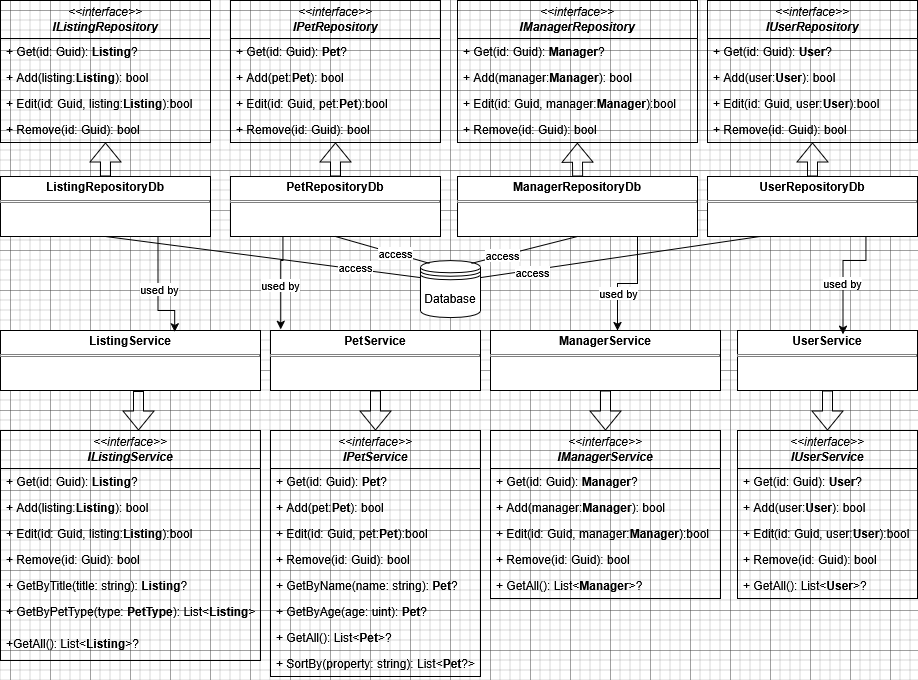 <<interface>>
IListingRepository
+ Get(id: Guid): Listing?
+ Add(listing:Listing): bool
+ Edit(id: Guid, listing:Listing):bool
+ Remove(id: Guid): bool
<<interface>>
IPetRepository
+ Get(id: Guid): Pet?
+ Add(pet:Pet): bool
+ Edit(id: Guid, pet:Pet):bool
+ Remove(id: Guid): bool
<<interface>>
IManagerRepository
+ Get(id: Guid): Manager?
+ Add(manager:Manager): bool
+ Edit(id: Guid, manager:Manager):bool
+ Remove(id: Guid): bool
<<interface>>
IUserRepository
+ Get(id: Guid): User?
+ Add(user:User): bool
+ Edit(id: Guid, user:User):bool
+ Remove(id: Guid): bool
ListingRepositoryDb
PetRepositoryDb
ManagerRepositoryDb
UserRepositoryDb
access
access
access
access
Database
used by
used by
used by
used by
ListingService
PetService
ManagerService
UserService
<<interface>>
IListingService
+ Get(id: Guid): Listing?
+ Add(listing:Listing): bool
+ Edit(id: Guid, listing:Listing):bool
+ Remove(id: Guid): bool
+ GetByTitle(title: string): Listing?
+ GetByPetType(type: PetType): List<Listing>
+GetAll(): List<Listing>?
<<interface>>
IPetService
+ Get(id: Guid): Pet?
+ Add(pet:Pet): bool
+ Edit(id: Guid, pet:Pet):bool
+ Remove(id: Guid): bool
+ GetByName(name: string): Pet?
+ GetByAge(age: uint): Pet?
+ GetAll(): List<Pet>?
+ SortBy(property: string): List<Pet?>
<<interface>>
IManagerService
+ Get(id: Guid): Manager?
+ Add(manager:Manager): bool
+ Edit(id: Guid, manager:Manager):bool
+ Remove(id: Guid): bool
+ GetAll(): List<Manager>?
<<interface>>
IUserService
+ Get(id: Guid): User?
+ Add(user:User): bool
+ Edit(id: Guid, user:User):bool
+ Remove(id: Guid): bool
+ GetAll(): List<User>?